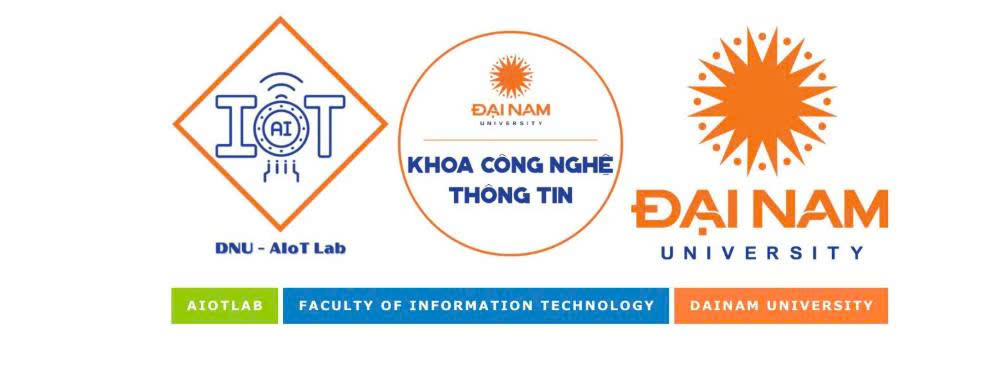 IOT
AI
DNU - AIoT Lab
ĐẠI NAM
UNIVERSITY
KHOA CÔNG NGHỆ
THÔNG TIN
ĐẠI NAM
UNIVERSITY
AIOTLAB
FACULTY OF INFORMATION TECHNOLOGY
DAINAM UNIVERSITY